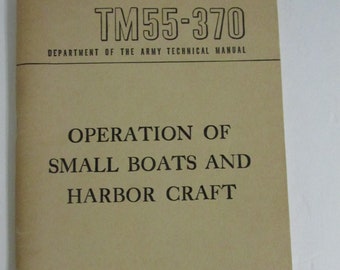 TM55-370
DEPARTMENT OF THE ARMY TECHNICAL MANUAL
OPERATION OF
SMALL BOATS AND
HARBOR CRAFT